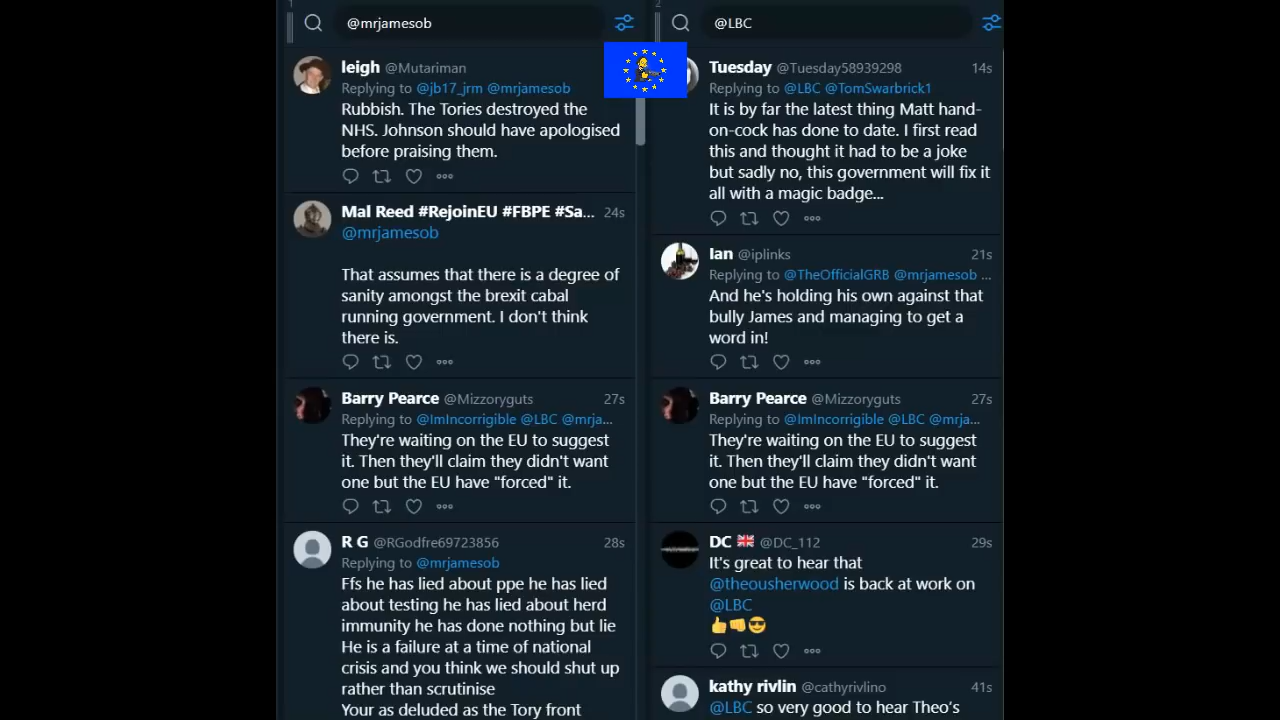 1
@mrjamesob
leigh @Mutariman
Replying to @jb17_jrm @mrjamesob
Rubbish. The Tories destroyed the
NHS. Johnson should have apologised
before praising them.
Mal Reed #RejoinEU #FBPE #Sa... 24s
@mrjamesob
That assumes that there is a degree of
sanity amongst the brexit cabal
running government. I don't think
there is.
Barry Pearce @Mizzoryguts 27s
Replying to @ImIncorrigible @LBC @mrja...
They're waiting on the EU to suggest
it. Then they'll claim they didn't want
one but the EU have "forced" it.
R G @RGodfre69723856 28s
Replying to @mrjamesob
Ffs he has lied about ppe he has lied
about testing he has lied about herd
immunity he has done nothing but lie
He is a failure at a time of national
crisis and you think we should shut up
rather than scrutinise
Your as deluded as the Tory front
2
@LBC
Tuesday @Tuesday58939298 14s
Replying to @LBC @TomSwarbrick1
It is by far the latest thing Matt hand-
on-cock has done to date. I first read
this and thought it had to be a joke
but sadly no, this government will fix it
all with a magic badge...
Ian @iplinks 21s
Replying to @TheOfficialGRB @mrjamesob ...
And he's holding his own against that
bully James and managing to get a
word in!
Barry Pearce @Mizzoryguts 27s
Replying to @ImIncorrigible @LBC @mrja...
They're waiting on the EU to suggest
it. Then they'll claim they didn't want
one but the EU have "forced" it.
DC 🇬🇧 @DC_112 29s
It's great to hear that
@theousherwood is back at work on
@LBC
👍👊😎
kathy rivlin @cathyrivlino 41s
@LBC so very good to hear Theo's